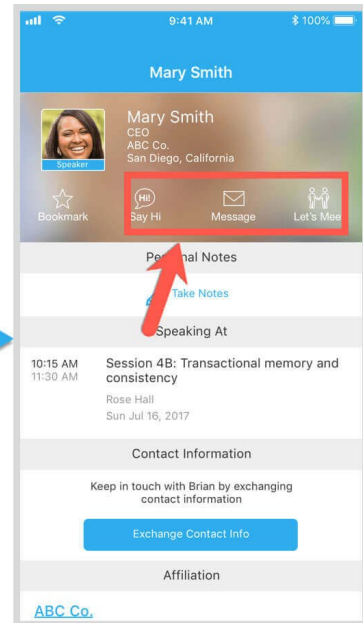 9:41 AM
100%
Mary Smith
Mary Smith
CEO
ABC Co.
San Diego, California
Speaker
Bookmark
Hi!
Say Hi
Message
Let's Mee
Notes
Take Notes
Speaking At
10:15 AM
11:30 AM
Session 4B: Transactional memory and
consistency
Rose Hall
Sun Jul 16, 2017
Contact Information
Keep in touch with Brian by exchanging
contact information
Exchange Contact Info
Affiliation
ABC Co.